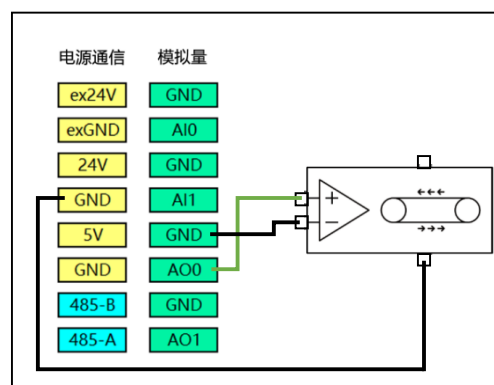 电源通信 模拟量
ex24V GND
exGND AI0
24V GND
GND AI1
5V GND
GND AO0
485-B GND
485-A AO1
+
−
←←←
→→→